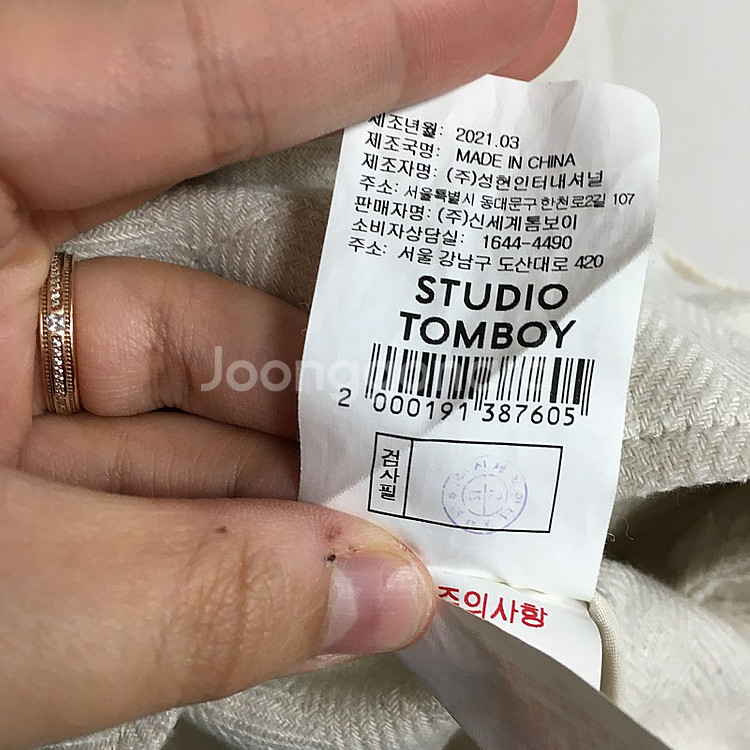 제조년월: 2021.03
제조국명: MADE IN CHINA
제조자명: (주)성현인터내셔널
주소: 서울특별시 동대문구 한천로2길 107
판매자명: (주)신세계톰보이
소비자상담실: 1644-4490
주소: 서울 강남구 도산대로 420
STUDIO
TOMBOY
2 000191 387605
검사필
주의사항